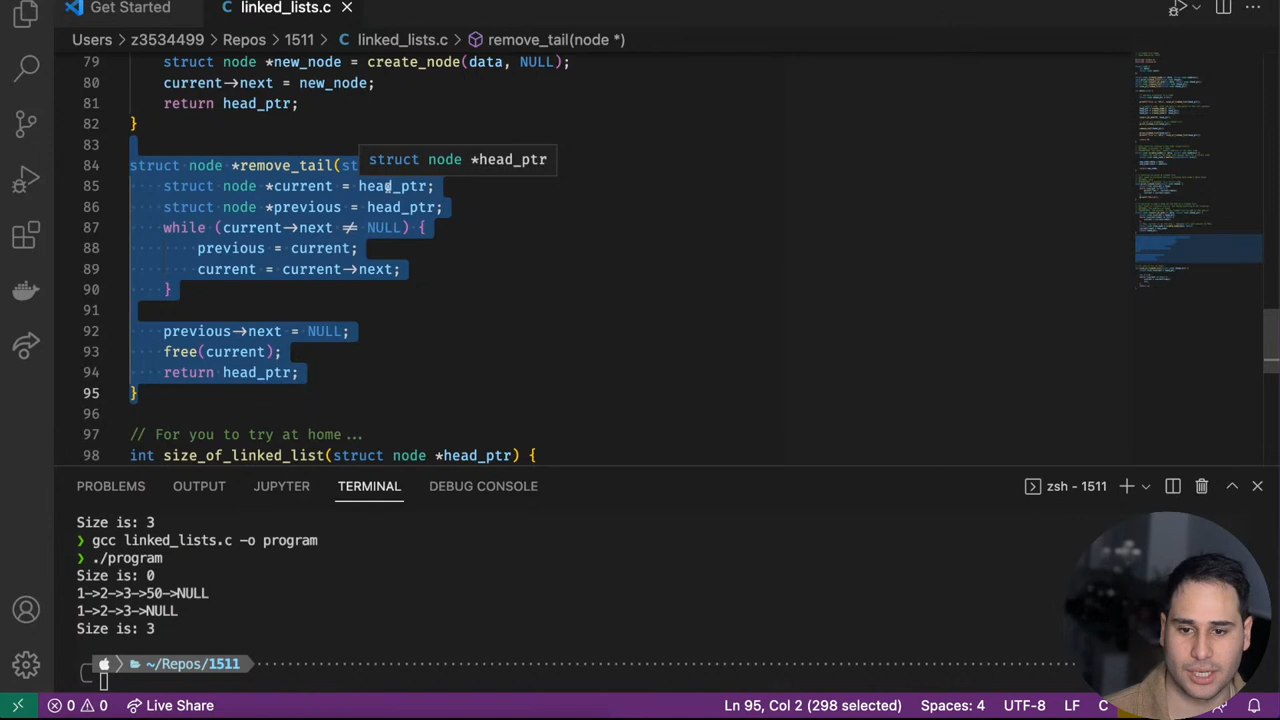 Get Started
C linked_lists.c
Users > z3534499 > Repos > 1511 > C linked_lists.c > remove_tail(node *)
79 struct node *new_node = create_node(data, NULL);
80 current->next = new_node;
81 return head_ptr;
82 }
83
struct node *head_ptr
84 struct node *remove_tail(st
85 struct node *current = head_ptr;
86 struct node *previous = head_ptr;
87 while (current->next ≠ NULL) {
88 previous = current;
89 current = current->next;
90 }
91
92 previous->next = NULL;
93 free(current);
94 return head_ptr;
95 }
96
97 // For you to try at home...
98 int size_of_linked_list(struct node *head_ptr) {
PROBLEMS OUTPUT JUPYTER TERMINAL DEBUG CONSOLE
zsh - 1511
Size is: 3
❯ gcc linked_lists.c -o program
❯ ./program
Size is: 0
1->2->3->50->NULL
1->2->3->NULL
Size is: 3
~/Repos/1511
0 0 Live Share
Ln 95, Col 2 (298 selected) Spaces: 4 UTF-8 LF C